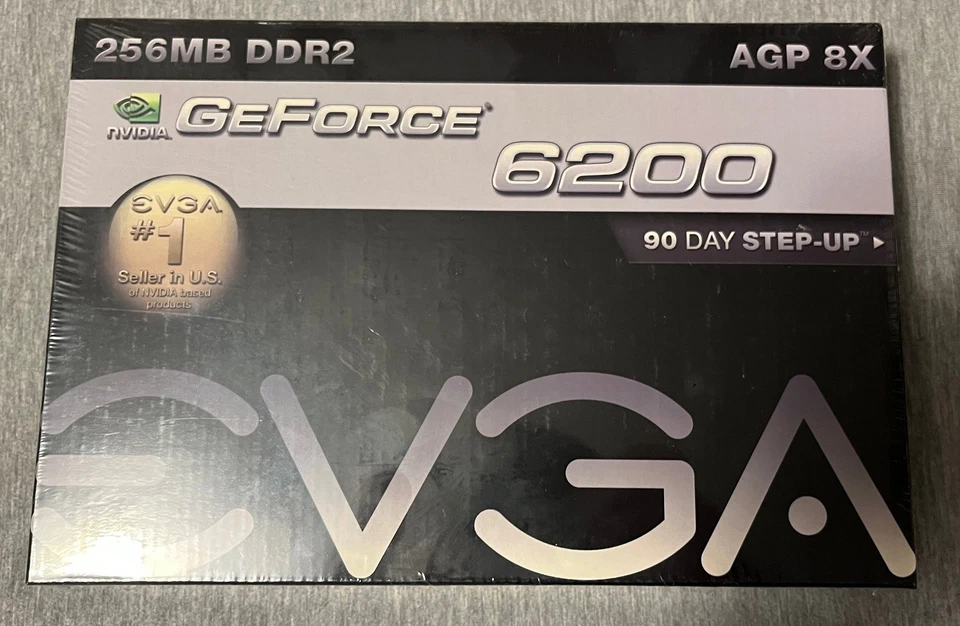 256MB DDR2
AGP 8X
NVIDIA.
GEFORCE®
6200
EVGA
#1
Seller in U.S.
of NVIDIA based
products
90 DAY STEP-UP™
EVGA